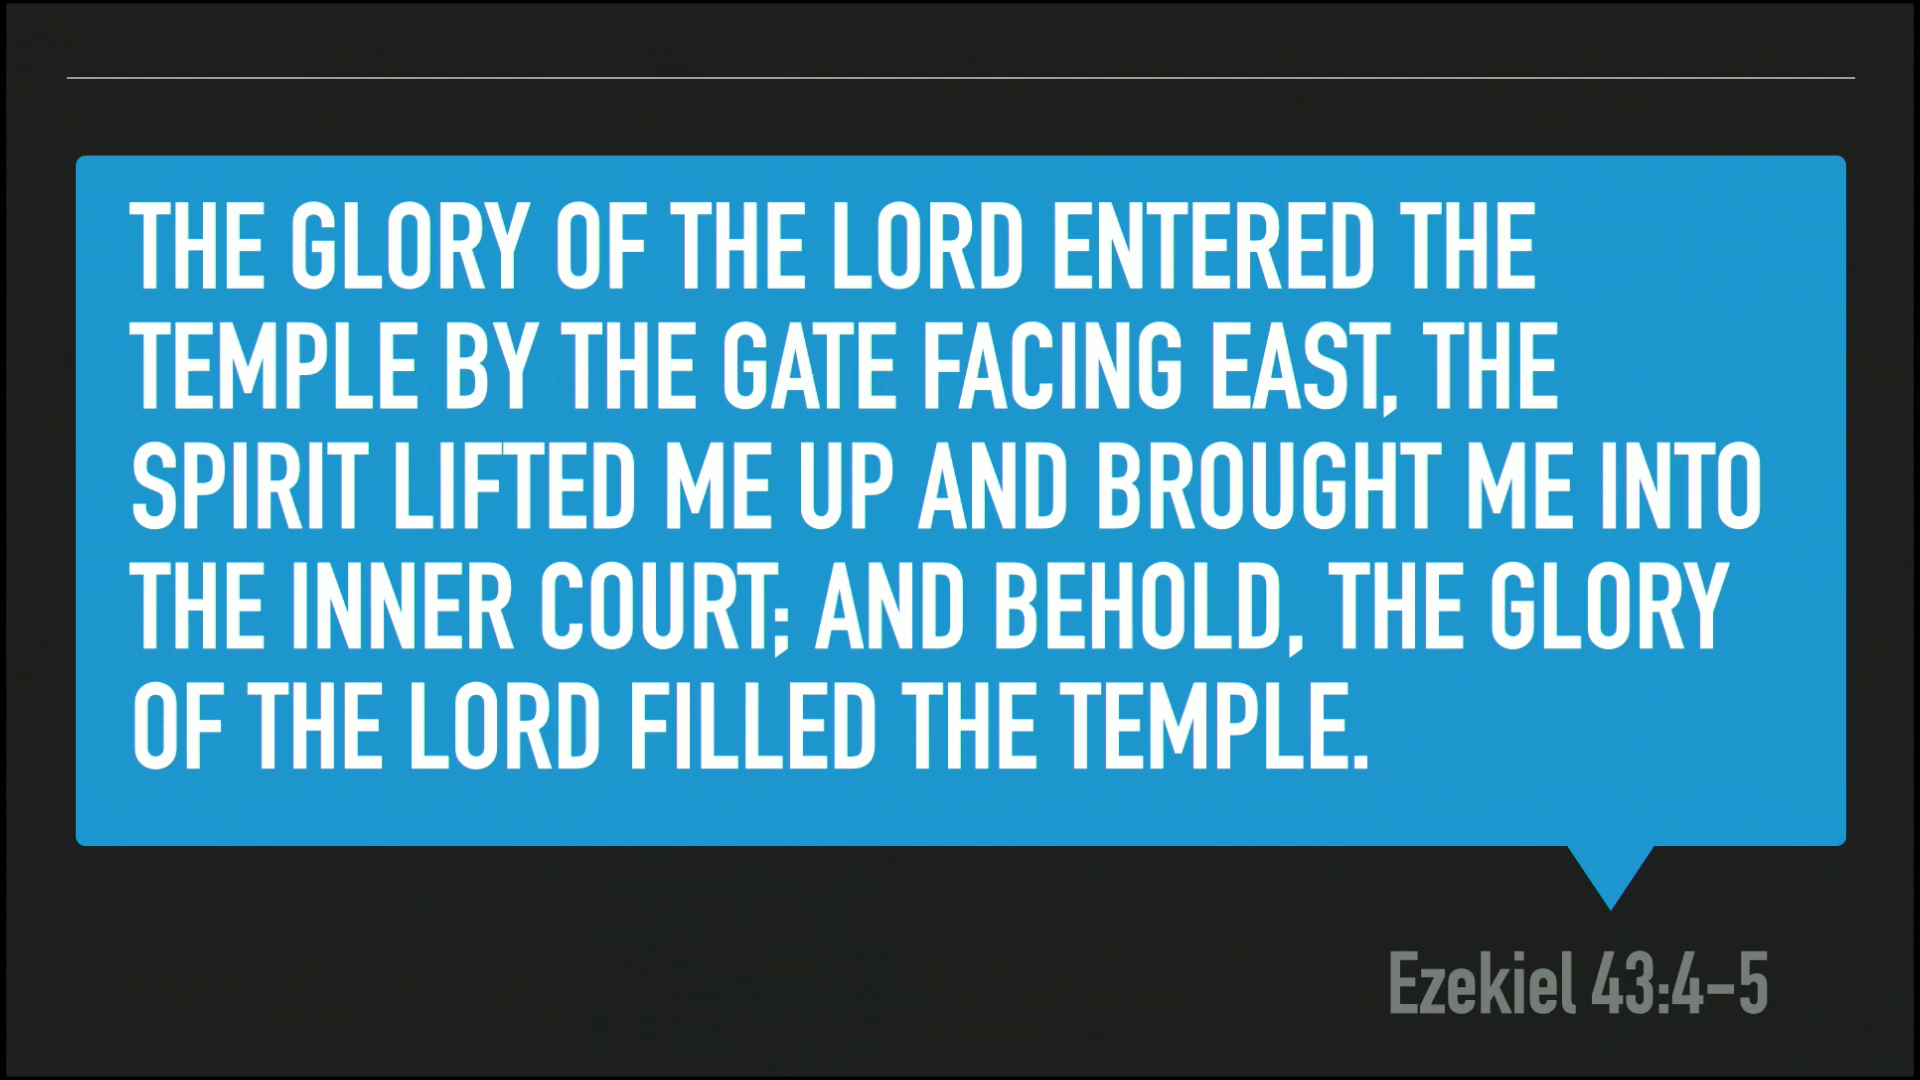 THE GLORY OF THE LORD ENTERED THE
TEMPLE BY THE GATE FACING EAST, THE
SPIRIT LIFTED ME UP AND BROUGHT ME INTO
THE INNER COURT; AND BEHOLD, THE GLORY
OF THE LORD FILLED THE TEMPLE.
Ezekiel 43:4–5